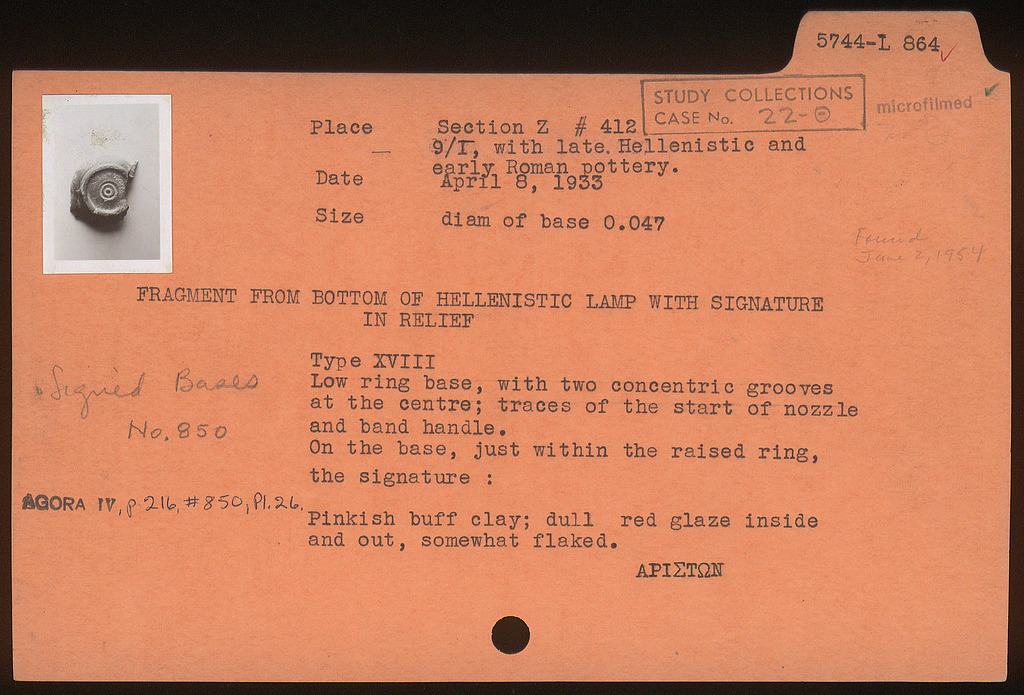 5744-L 864
STUDY COLLECTIONS
CASE No. 22-Θ
microfilmed
Place Section Z # 412
9/Γ, with late. Hellenistic and
early Roman pottery.
Date April 8, 1933
Size diam of base 0.047
Found
June 2, 1954
FRAGMENT FROM BOTTOM OF HELLENISTIC LAMP WITH SIGNATURE
IN RELIEF
Type XVIII
Low ring base, with two concentric grooves
at the centre; traces of the start of nozzle
and band handle.
On the base, just within the raised ring,
the signature :
Signed Bases
No. 850
AGORA IV, p 216, #850, Pl. 26.
Pinkish buff clay; dull red glaze inside
and out, somewhat flaked.
ΑΡΙΣΤΩΝ